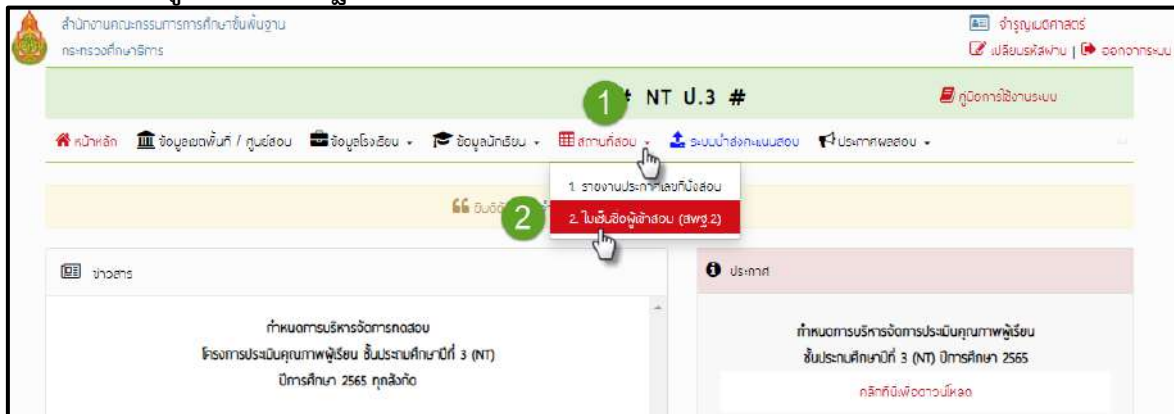 สำนักงานคณะกรรมการการศึกษาขั้นพื้นฐาน
กระทรวงศึกษาธิการ
จำรูญเมติศาสตร์
เปลี่ยนรหัสผ่าน | ออกจากระบบ
1
NT ป.3 #
คู่มือการใช้งานระบบ
หน้าหลัก ข้อมูลเขตพื้นที่ / ศูนย์สอบ ข้อมูลโรงเรียน ข้อมูลนักเรียน สถานที่สอบ ระบบนำส่งคะแนนสอบ ประกาศผลสอบ
1. รายงานประกาศเลขที่นั่งสอบ
2
2. ใบเซ็นชื่อผู้เข้าสอบ (สพฐ.2)
ข่าวสาร
ประกาศ
กำหนดการบริหารจัดการทดสอบ
โครงการประเมินคุณภาพผู้เรียน ชั้นประถมศึกษาปีที่ 3 (NT)
ปีการศึกษา 2565 ทุกสังกัด
กำหนดการบริหารจัดการประเมินคุณภาพผู้เรียน
ชั้นประถมศึกษาปีที่ 3 (NT) ปีการศึกษา 2565
คลิกที่นี่เพื่อดาวน์โหลด